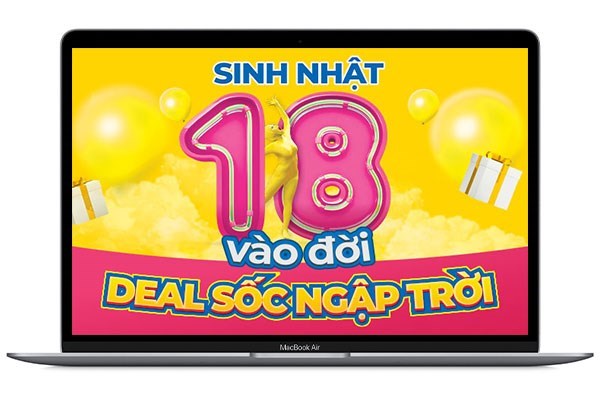 SINH NHẬT
18
vào đời
DEAL SỐC NGẬP TRỜI
MacBook Air